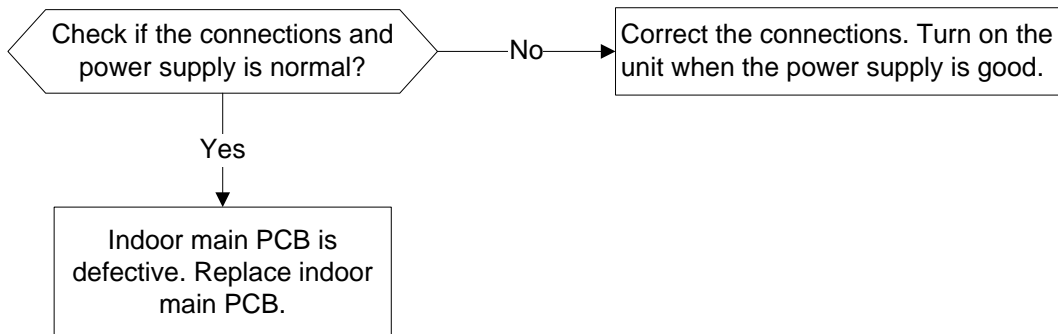 Check if the connections and
power supply is normal?
No
Correct the connections. Turn on the
unit when the power supply is good.
Yes
Indoor main PCB is
defective. Replace indoor
main PCB.